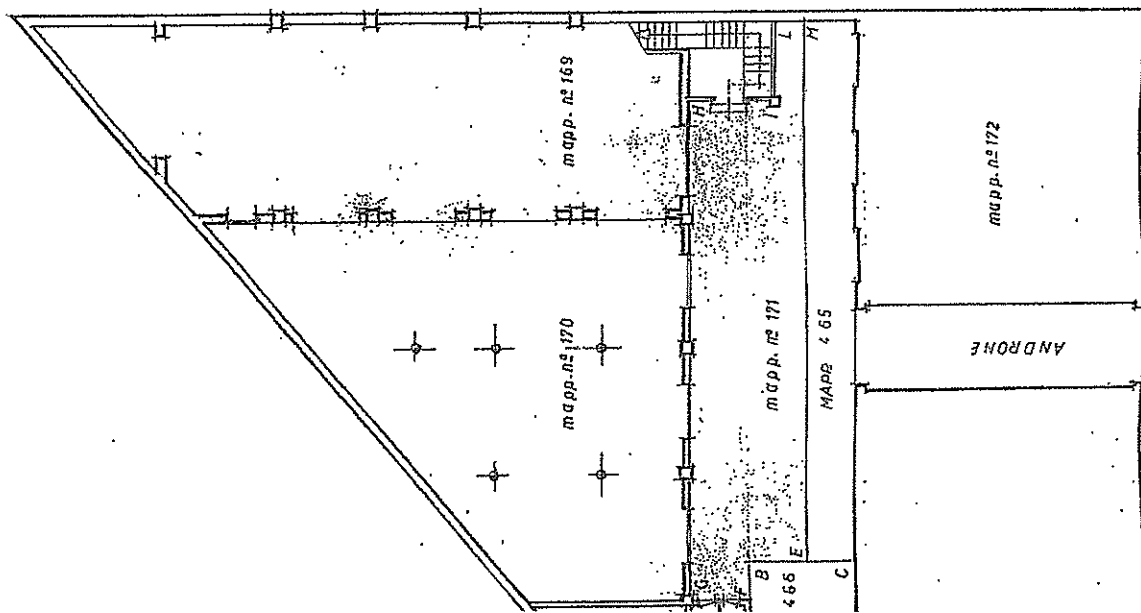 mapp. nº 169
mapp. nº 170
mapp. nº 171
MAPP. 465
mapp. nº 172
ANDRONE
L
M
H
I
G
B
E
466
C